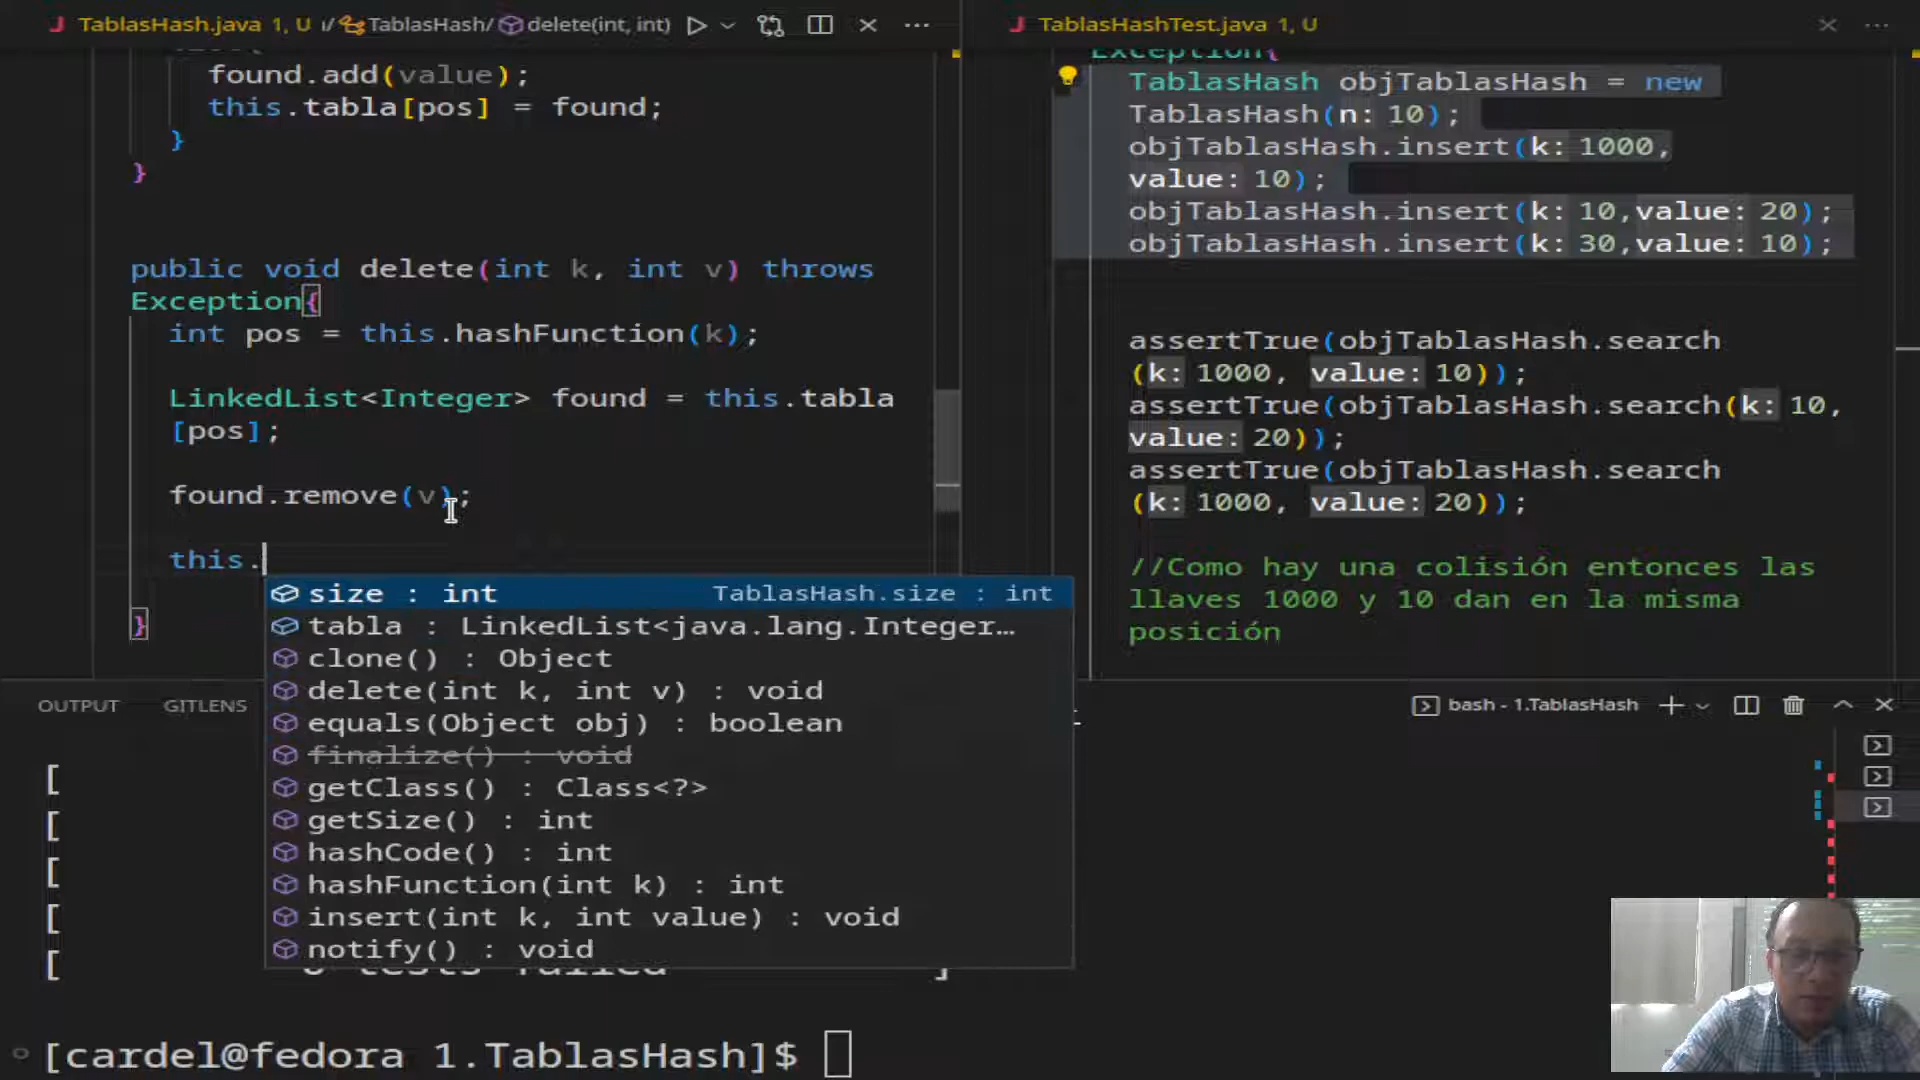 TablasHash.java 1, U
TablasHash/
delete(int, int)
found.add(value);
this.tabla[pos] = found;
}
}
public void delete(int k, int v) throws
Exception{
int pos = this.hashFunction(k);
LinkedList<Integer> found = this.tabla
[pos];
found.remove(v);
this.
}
size : int TablasHash.size : int
tabla : LinkedList<java.lang.Integer…
clone() : Object
delete(int k, int v) : void
equals(Object obj) : boolean
finalize() : void
getClass() : Class<?>
getSize() : int
hashCode() : int
hashFunction(int k) : int
insert(int k, int value) : void
notify() : void
TablasHashTest.java 1, U
Exception{
TablasHash objTablasHash = new
TablasHash(n: 10);
objTablasHash.insert(k: 1000,
value: 10);
objTablasHash.insert(k: 10,value: 20);
objTablasHash.insert(k: 30,value: 10);
assertTrue(objTablasHash.search
(k: 1000, value: 10));
assertTrue(objTablasHash.search(k: 10,
value: 20));
assertTrue(objTablasHash.search
(k: 1000, value: 20));
//Como hay una colisión entonces las
llaves 1000 y 10 dan en la misma
posición
OUTPUT
GITLENS
bash - 1.TablasHash
[
[
[
[
[ tests failed ]
[cardel@fedora 1.TablasHash]$